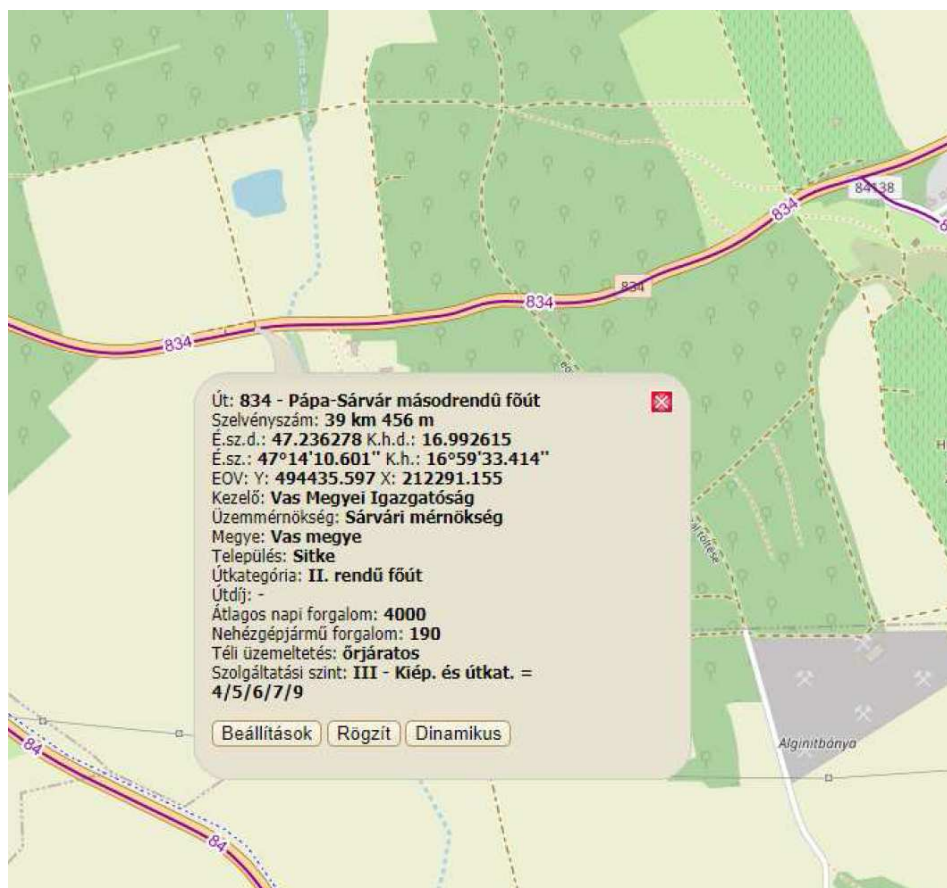 84138
834
834
834
834
Út: 834 - Pápa-Sárvár másodrendû főút
Szelvényszám: 39 km 456 m
É.sz.d.: 47.236278 K.h.d.: 16.992615
É.sz.: 47°14'10.601" K.h.: 16°59'33.414"
EOV: Y: 494435.597 X: 212291.155
Kezelő: Vas Megyei Igazgatóság
Üzemmérnökség: Sárvári mérnökség
Megye: Vas megye
Település: Sitke
Útkategória: II. rendű főút
Útdíj: -
Átlagos napi forgalom: 4000
Nehézgépjármű forgalom: 190
Téli üzemeltetés: őrjáratos
Szolgáltatási szint: III - Kiép. és útkat. =
4/5/6/7/9
Beállítások Rögzít Dinamikus
töltése
Alginitbánya
84
84